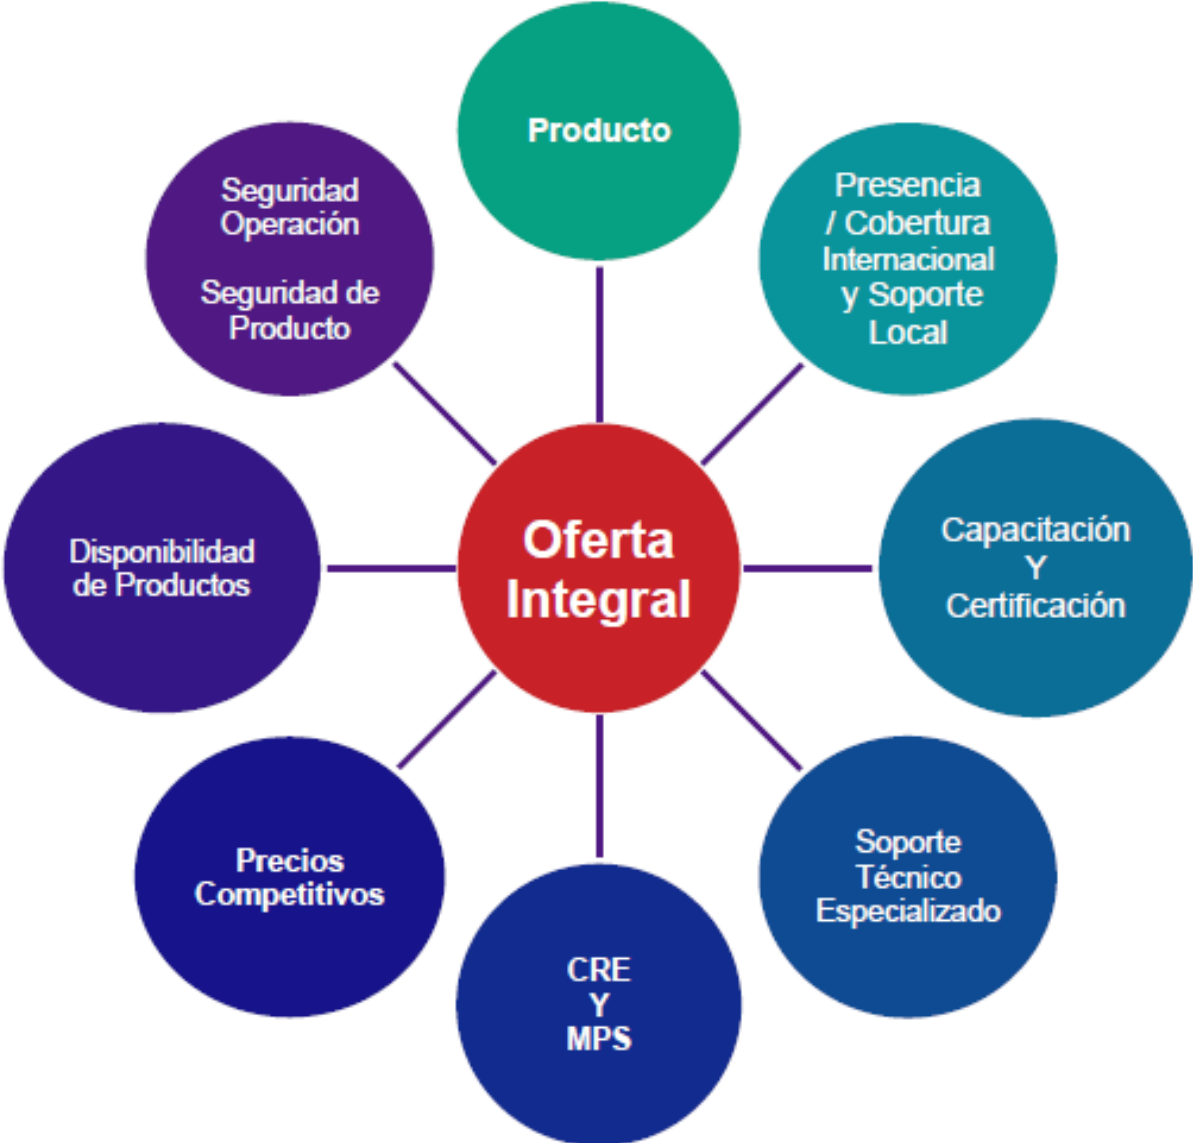 Producto
Presencia
/ Cobertura
Internacional
y Soporte
Local
Capacitación
Y
Certificación
Soporte
Técnico
Especializado
CRE
Y
MPS
Precios
Competitivos
Disponibilidad
de Productos
Seguridad
Operación
Seguridad de
Producto
Oferta
Integral